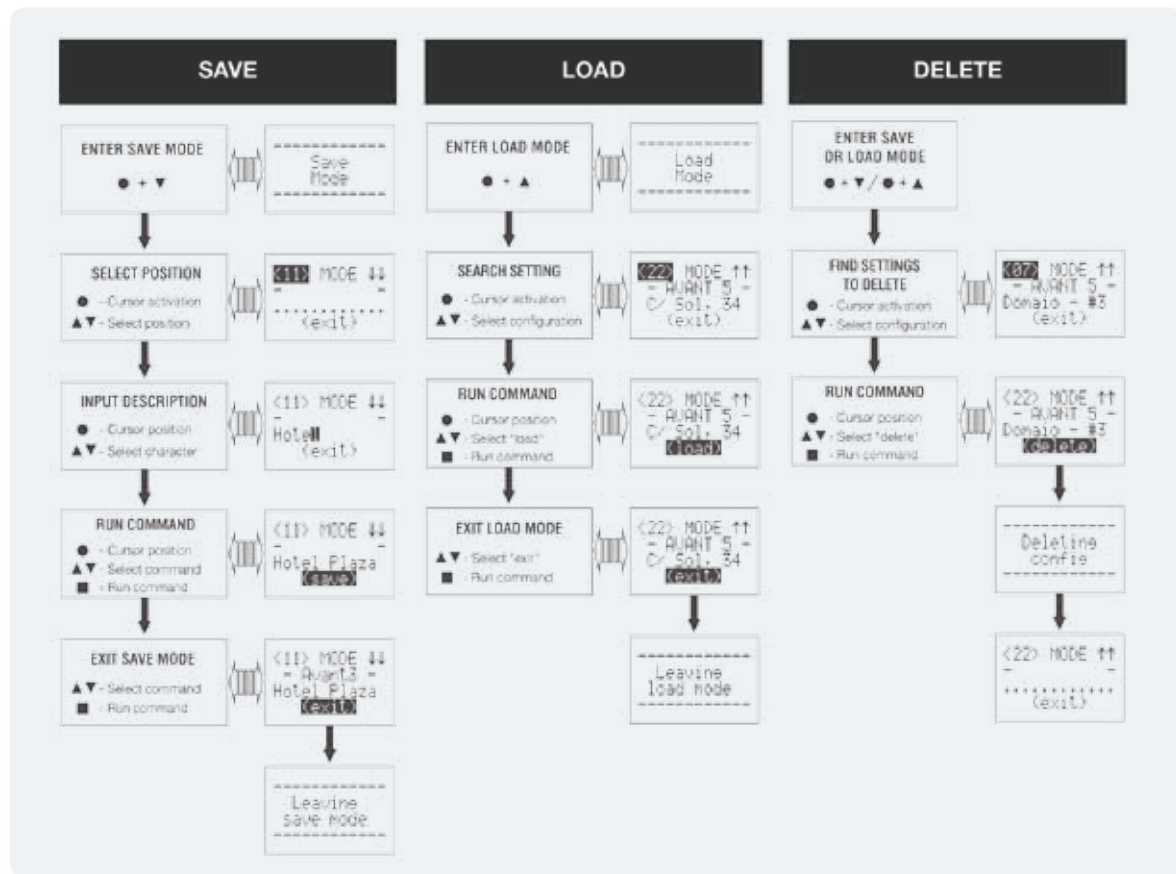 SAVE
ENTER SAVE MODE
● + ▼
Save
Mode
SELECT POSITION
● - Cursor activation
▲▼ - Select position
<11> MODE ↓↓
- -
............
(exit)
INPUT DESCRIPTION
● - Cursor position
▲▼ - Select character
<11> MODE ↓↓
- -
Hotel
(exit)
RUN COMMAND
● - Cursor position
▲▼ - Select command
■ - Run command
<11> MODE ↓↓
- -
Hotel Plaza
(save)
EXIT SAVE MODE
▲▼ - Select command
■ - Run command
<11> MODE ↓↓
- Avant3 -
Hotel Plaza
(exit)
Leaving
save mode
LOAD
ENTER LOAD MODE
● + ▲
Load
Mode
SEARCH SETTING
● - Cursor activation
▲▼ - Select configuration
<22> MODE ↑↑
- AVANT 5 -
C/ Sol, 34
(exit)
RUN COMMAND
● - Cursor position
▲▼ - Select "load"
■ - Run command
<22> MODE ↑↑
- AVANT 5 -
C/ Sol, 34
(load)
EXIT LOAD MODE
▲▼ - Select "exit"
■ - Run command
<22> MODE ↑↑
- AVANT 5 -
C/ Sol, 34
(exit)
Leaving
load mode
DELETE
ENTER SAVE
OR LOAD MODE
● + ▼ / ● + ▲
FIND SETTINGS
TO DELETE
● - Cursor activation
▲▼ - Select configuration
<07> MODE ↑↑
- AVANT 5 -
Domaio - #3
(exit)
RUN COMMAND
● - Cursor position
▲▼ - Select "delete"
■ - Run command
<22> MODE ↑↑
- AVANT 5 -
Domaio - #3
(delete)
Deleting
config
<22> MODE ↑↑
- -
............
(exit)